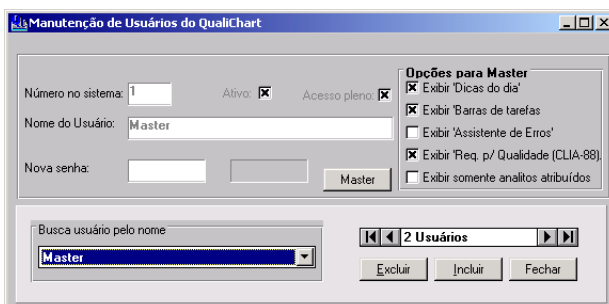 Manutenção de Usuários do QualiChart
Número no sistema: 1 Ativo: Acesso pleno:
Nome do Usuário: Master
Nova senha:
Master
Opções para Master
Exibir 'Dicas do dia'
Exibir 'Barras de tarefas
Exibir 'Assistente de Erros'
Exibir 'Req. p/ Qualidade (CLIA-88).
Exibir somente analitos atribuídos
Busca usuário pelo nome
Master
2 Usuários
Excluir Incluir Fechar